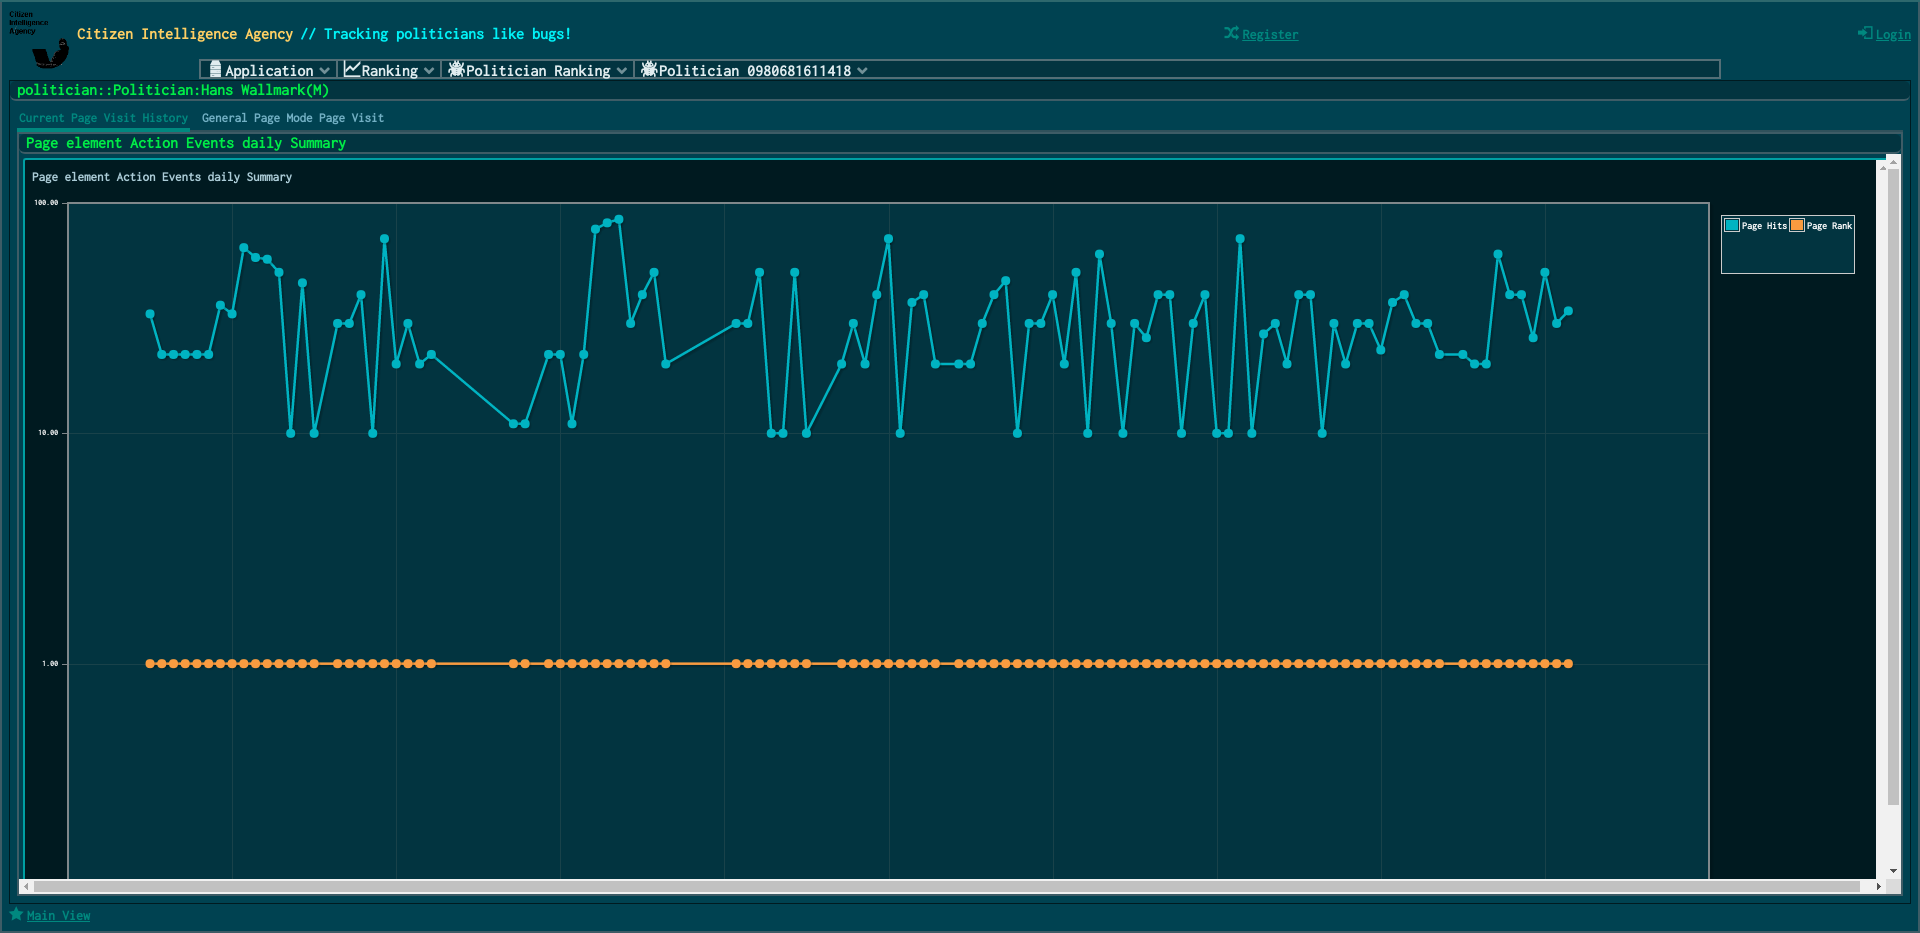 Citizen
Intelligence
Agency
Citizen Intelligence Agency // Tracking politicians like bugs!
Register
Login
Application
Ranking
Politician Ranking
Politician 0980681611418
politician::Politician:Hans Wallmark(M)
Current Page Visit History
General Page Mode Page Visit
Page element Action Events daily Summary
Page element Action Events daily Summary
100.00
Page Hits
Page Rank
10.00
1.00
Main View